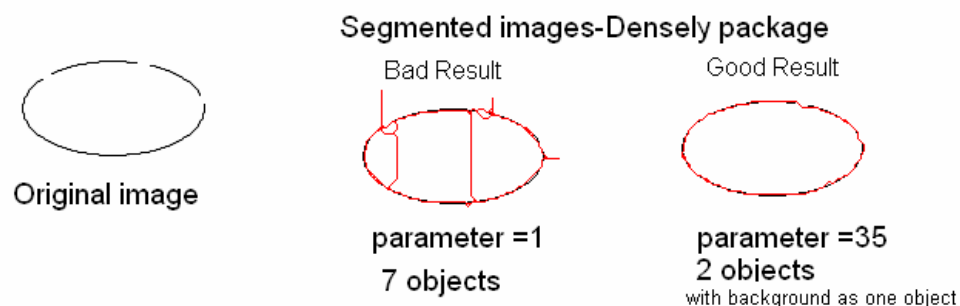 Segmented images-Densely package
Bad Result
Good Result
Original image
parameter =1
7 objects
parameter =35
2 objects
with background as one object